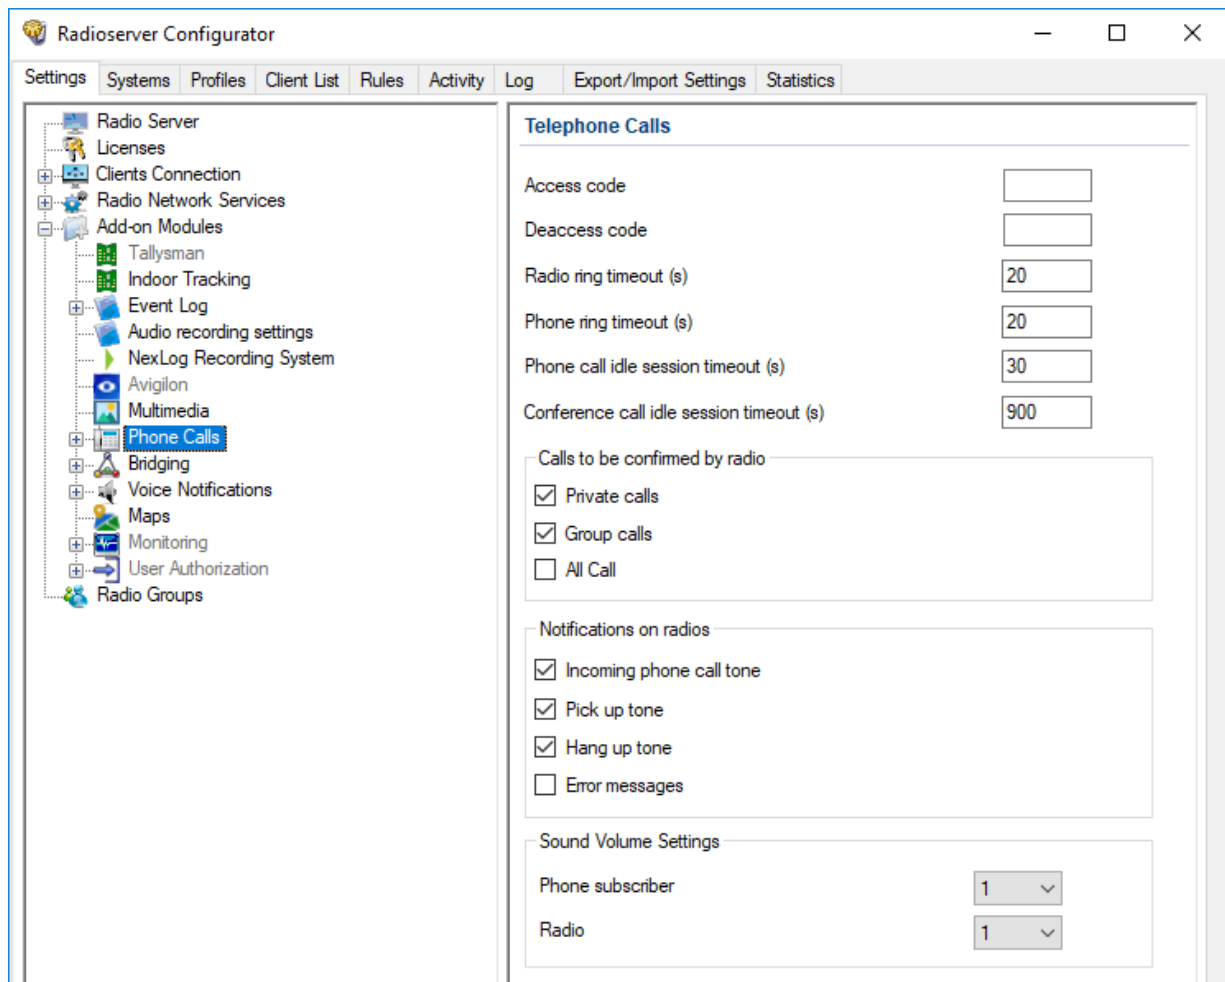 Radioserver Configurator
Settings Systems Profiles Client List Rules Activity Log Export/Import Settings Statistics
Radio Server
Licenses
Clients Connection
Radio Network Services
Add-on Modules
Tallysman
Indoor Tracking
Event Log
Audio recording settings
NexLog Recording System
Avigilon
Multimedia
Phone Calls
Bridging
Voice Notifications
Maps
Monitoring
User Authorization
Radio Groups
Telephone Calls
Access code
Deaccess code
Radio ring timeout (s) 20
Phone ring timeout (s) 20
Phone call idle session timeout (s) 30
Conference call idle session timeout (s) 900
Calls to be confirmed by radio
Private calls
Group calls
All Call
Notifications on radios
Incoming phone call tone
Pick up tone
Hang up tone
Error messages
Sound Volume Settings
Phone subscriber 1
Radio 1